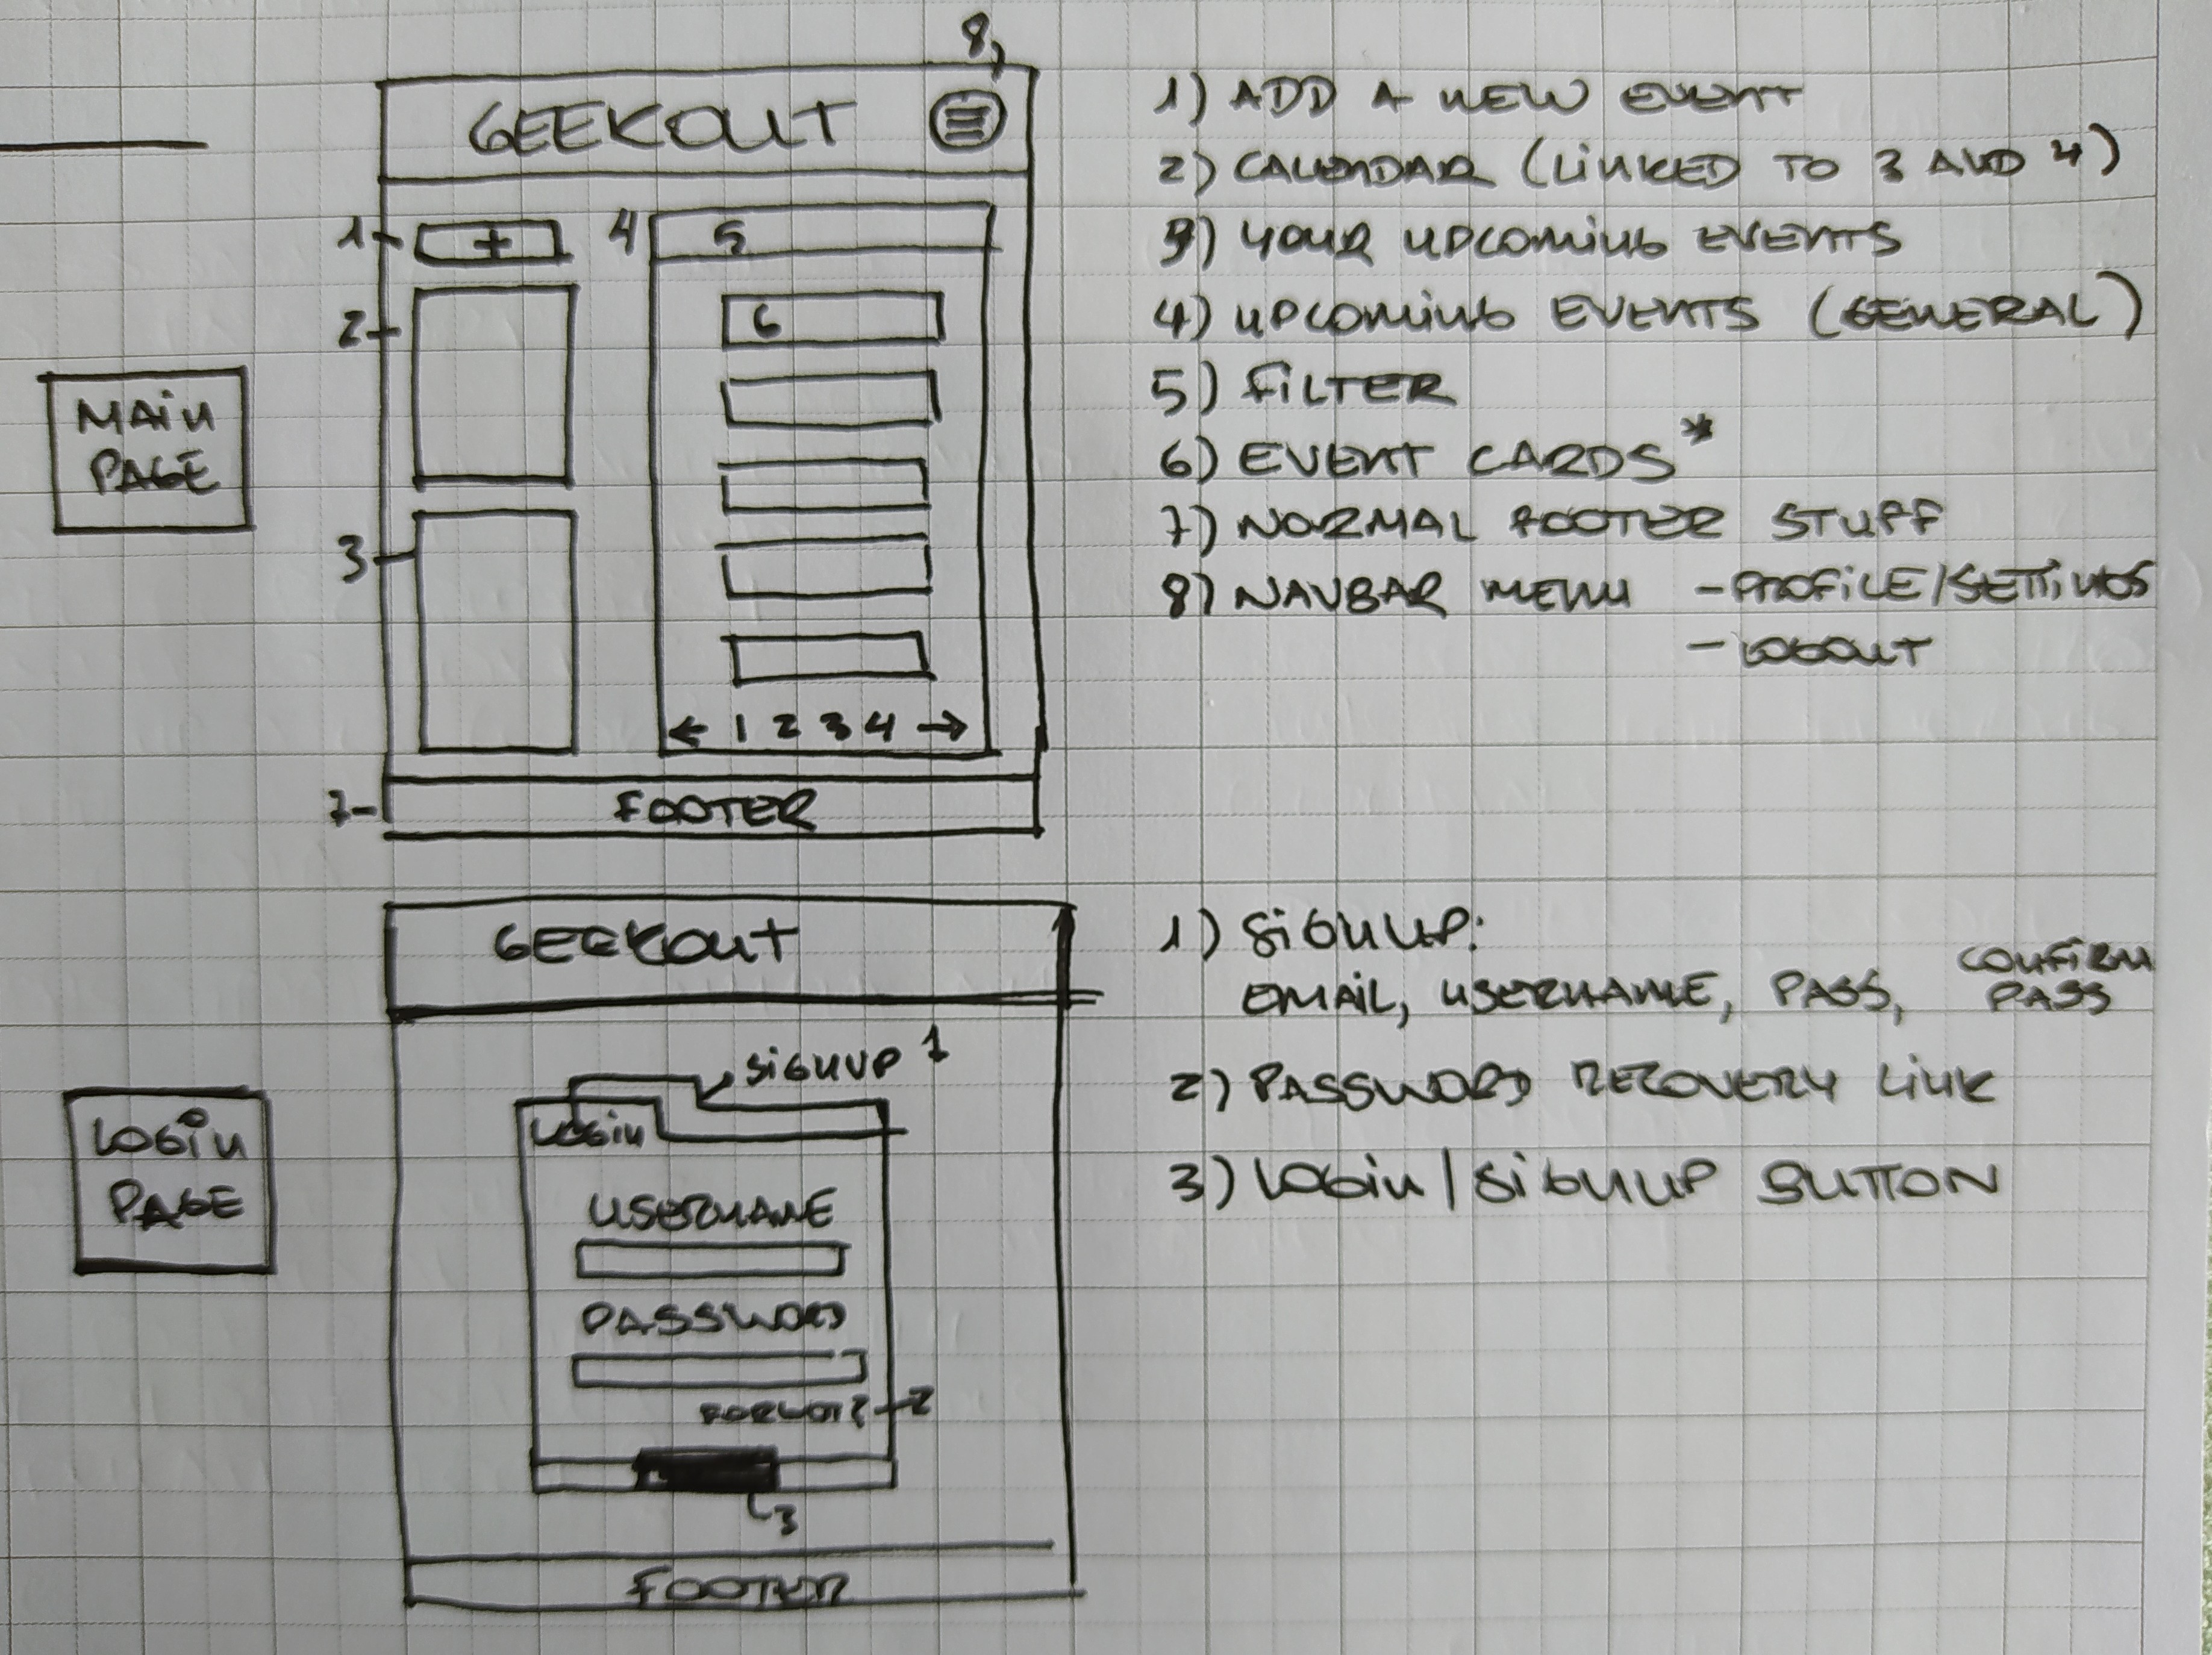 8)
GEEKOUT
1
+
4
5
2
6
MAIN
PAGE
3
← 1 2 3 4 →
7
FOOTER
1) ADD A NEW EVENT
2) CALENDAR (LINKED TO 3 AND 4)
3) YOUR UPCOMING EVENTS
4) UPCOMING EVENTS (GENERAL)
5) FILTER
6) EVENT CARDS*
7) NORMAL FOOTER STUFF
8) NAVBAR MENU - PROFILE/SETTINGS
- LOGOUT
GEEKOUT
SIGNUP 1
LOGIN
LOGIN
PAGE
USERNAME
PASSWORD
FORGOT? 2
3
FOOTER
1) SIGNUP:
EMAIL, USERNAME, PASS, CONFIRM
PASS
2) PASSWORD RECOVERY LINK
3) LOGIN/SIGNUP BUTTON